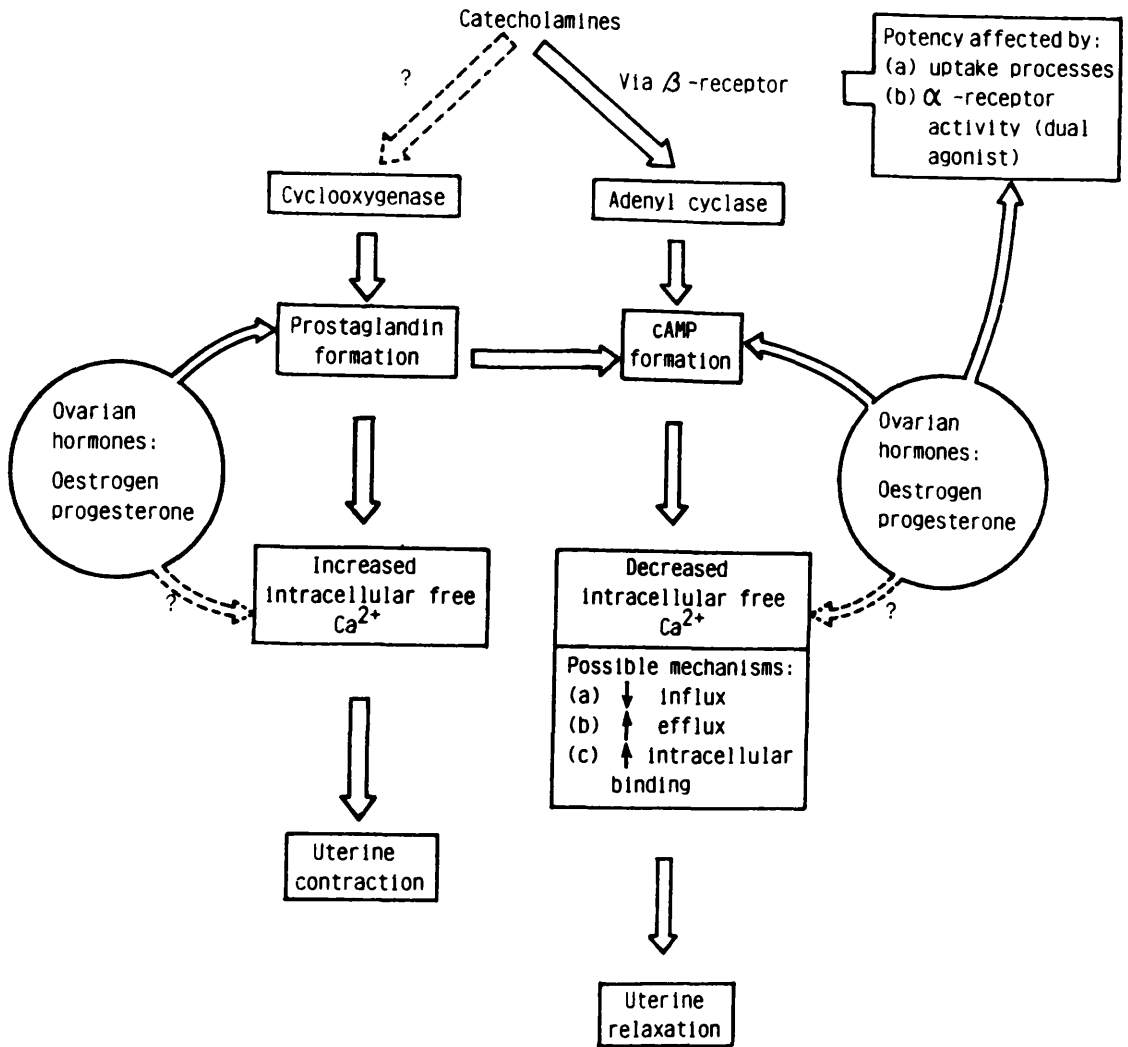 Catecholamines
?
Via β -receptor
Potency affected by:
(a) uptake processes
(b) α -receptor
activity (dual
agonist)
Cyclooxygenase
Adenyl cyclase
Prostaglandin
formation
cAMP
formation
Ovarian
hormones:
Oestrogen
progesterone
Ovarian
hormones:
Oestrogen
progesterone
?
Increased
intracellular free
Ca²⁺
Decreased
intracellular free
Ca²⁺
?
Possible mechanisms:
(a) ↓ influx
(b) ↑ efflux
(c) ↑ intracellular
binding
Uterine
contraction
Uterine
relaxation